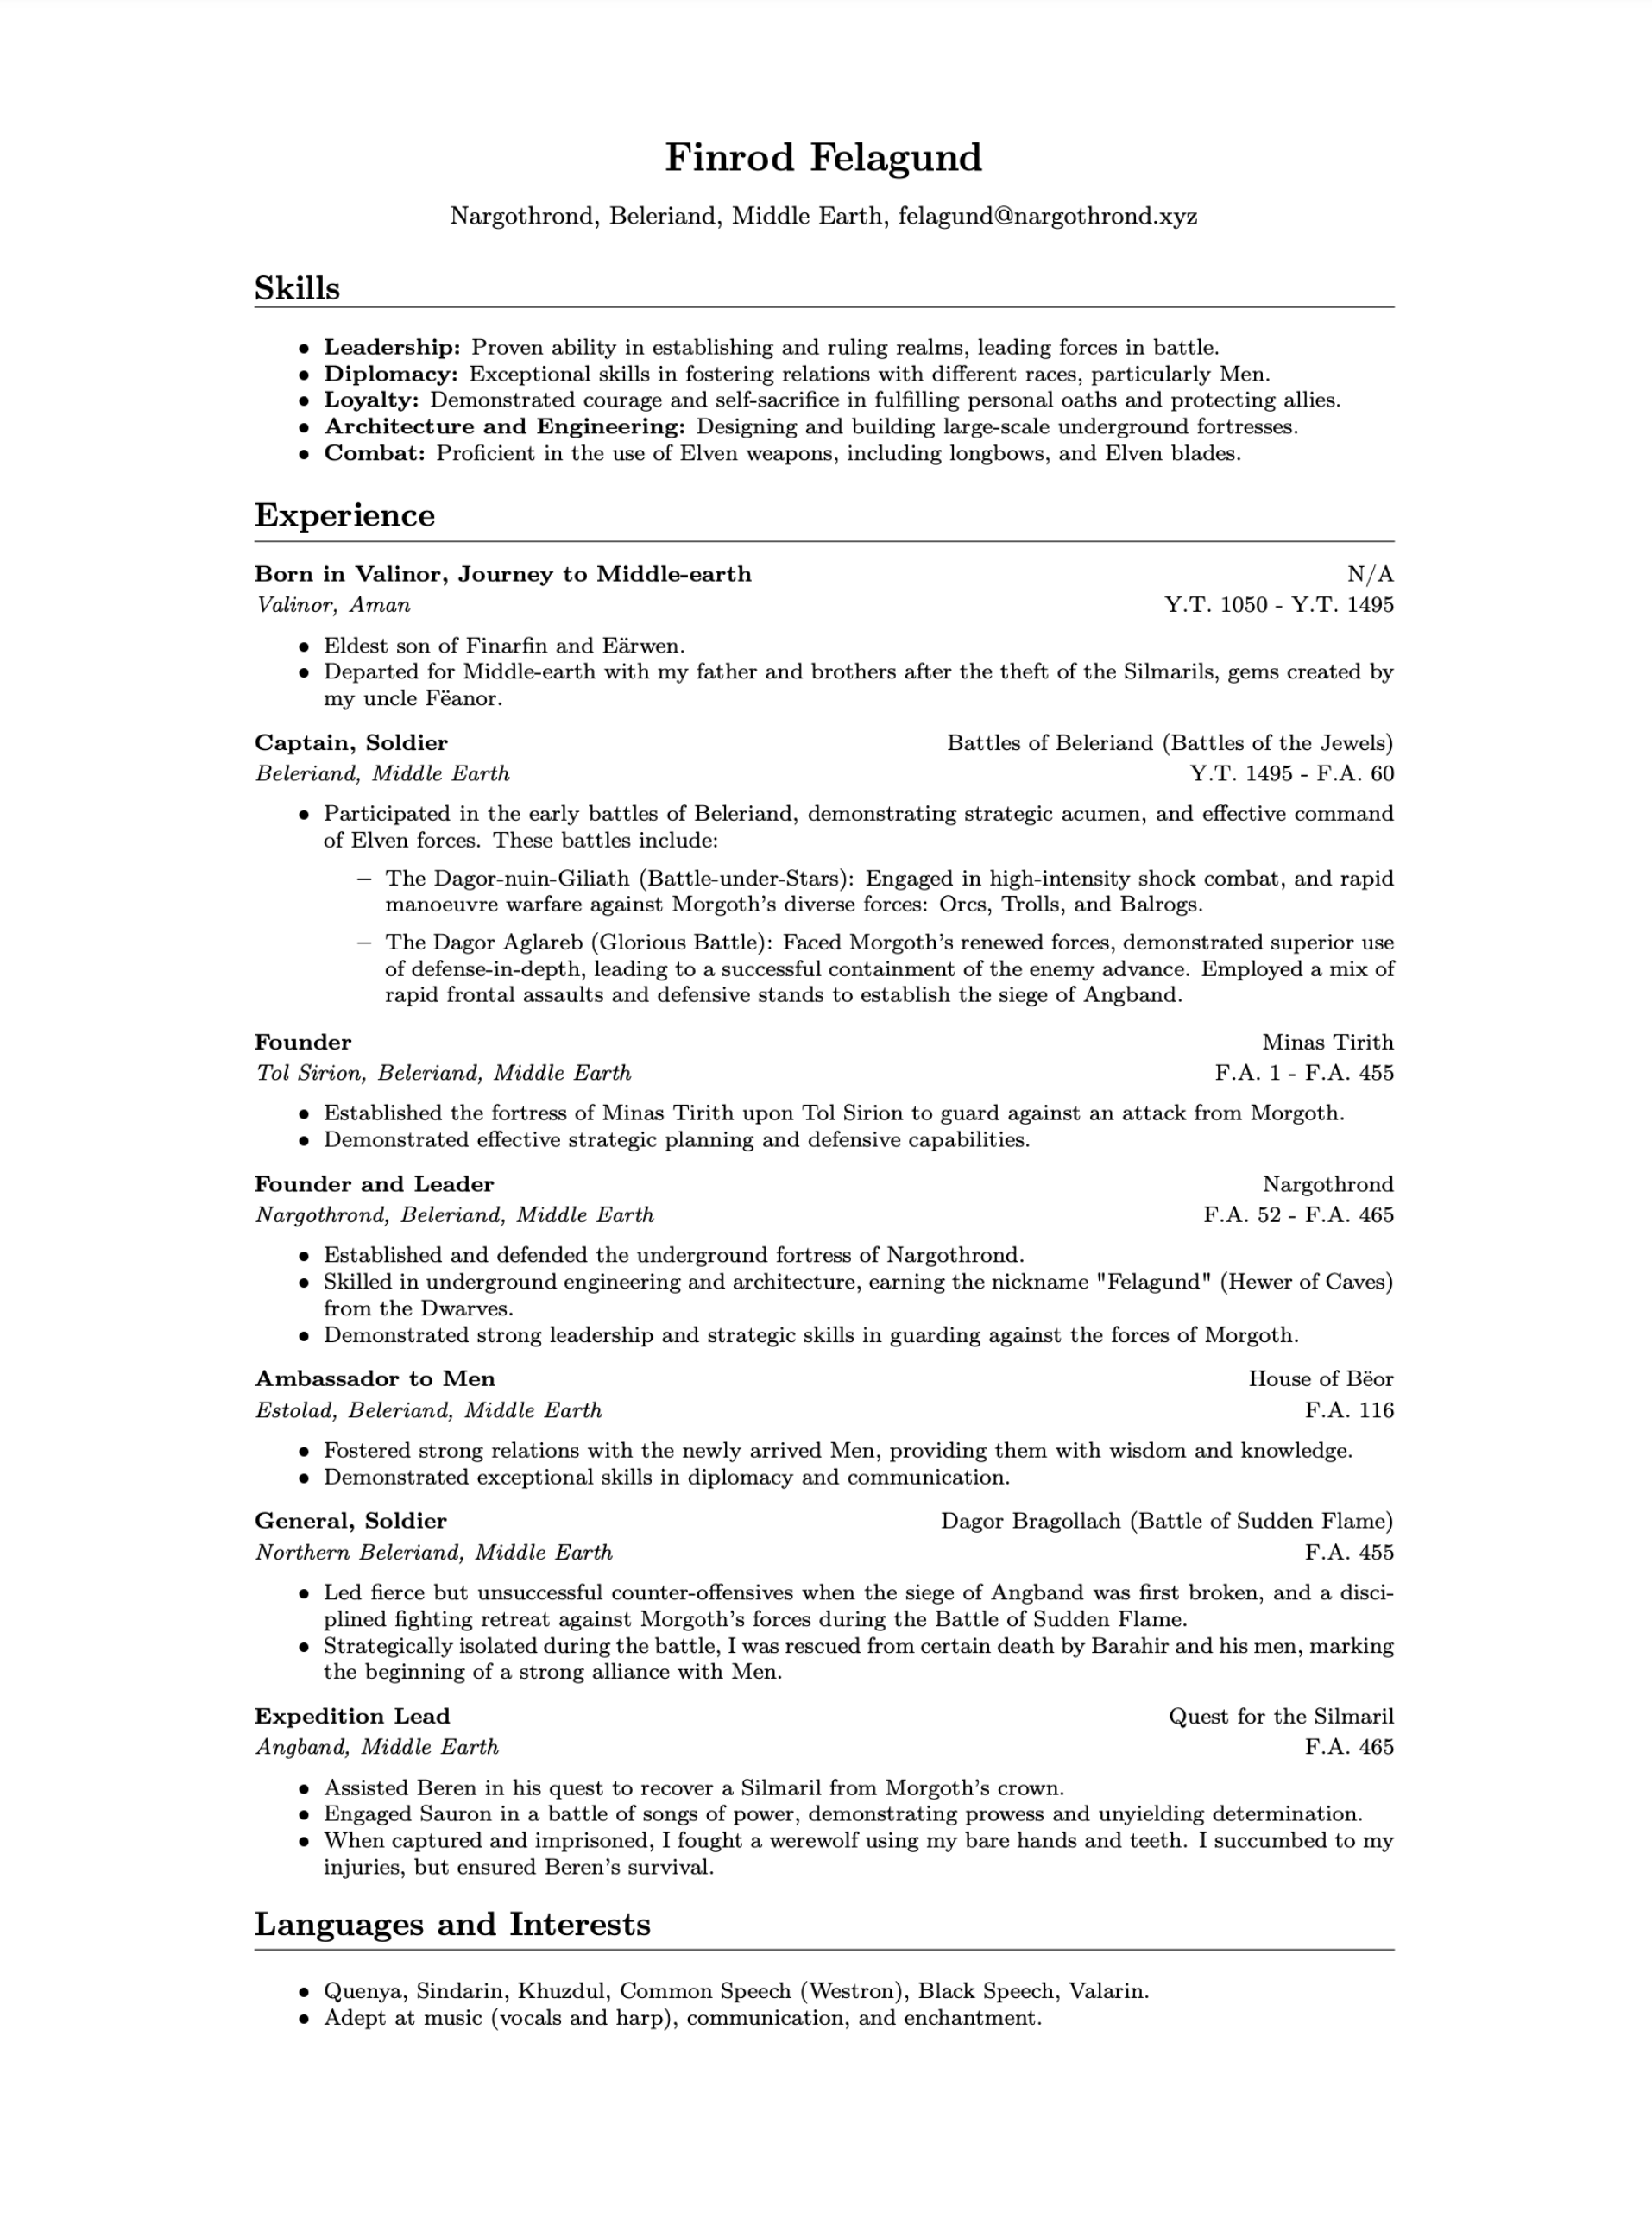 Finrod Felagund
Nargothrond, Beleriand, Middle Earth, felagund@nargothrond.xyz
Skills
• Leadership: Proven ability in establishing and ruling realms, leading forces in battle.
• Diplomacy: Exceptional skills in fostering relations with different races, particularly Men.
• Loyalty: Demonstrated courage and self-sacrifice in fulfilling personal oaths and protecting allies.
• Architecture and Engineering: Designing and building large-scale underground fortresses.
• Combat: Proficient in the use of Elven weapons, including longbows, and Elven blades.
Experience
Born in Valinor, Journey to Middle-earth N/A
Valinor, Aman Y.T. 1050 - Y.T. 1495
• Eldest son of Finarfin and Eärwen.
• Departed for Middle-earth with my father and brothers after the theft of the Silmarils, gems created by
my uncle Fëanor.
Captain, Soldier Battles of Beleriand (Battles of the Jewels)
Beleriand, Middle Earth Y.T. 1495 - F.A. 60
• Participated in the early battles of Beleriand, demonstrating strategic acumen, and effective command
of Elven forces. These battles include:
– The Dagor-nuin-Giliath (Battle-under-Stars): Engaged in high-intensity shock combat, and rapid
manoeuvre warfare against Morgoth's diverse forces: Orcs, Trolls, and Balrogs.
– The Dagor Aglareb (Glorious Battle): Faced Morgoth's renewed forces, demonstrated superior use
of defense-in-depth, leading to a successful containment of the enemy advance. Employed a mix of
rapid frontal assaults and defensive stands to establish the siege of Angband.
Founder Minas Tirith
Tol Sirion, Beleriand, Middle Earth F.A. 1 - F.A. 455
• Established the fortress of Minas Tirith upon Tol Sirion to guard against an attack from Morgoth.
• Demonstrated effective strategic planning and defensive capabilities.
Founder and Leader Nargothrond
Nargothrond, Beleriand, Middle Earth F.A. 52 - F.A. 465
• Established and defended the underground fortress of Nargothrond.
• Skilled in underground engineering and architecture, earning the nickname "Felagund" (Hewer of Caves)
from the Dwarves.
• Demonstrated strong leadership and strategic skills in guarding against the forces of Morgoth.
Ambassador to Men House of Bëor
Estolad, Beleriand, Middle Earth F.A. 116
• Fostered strong relations with the newly arrived Men, providing them with wisdom and knowledge.
• Demonstrated exceptional skills in diplomacy and communication.
General, Soldier Dagor Bragollach (Battle of Sudden Flame)
Northern Beleriand, Middle Earth F.A. 455
• Led fierce but unsuccessful counter-offensives when the siege of Angband was first broken, and a disci-
plined fighting retreat against Morgoth's forces during the Battle of Sudden Flame.
• Strategically isolated during the battle, I was rescued from certain death by Barahir and his men, marking
the beginning of a strong alliance with Men.
Expedition Lead Quest for the Silmaril
Angband, Middle Earth F.A. 465
• Assisted Beren in his quest to recover a Silmaril from Morgoth's crown.
• Engaged Sauron in a battle of songs of power, demonstrating prowess and unyielding determination.
• When captured and imprisoned, I fought a werewolf using my bare hands and teeth. I succumbed to my
injuries, but ensured Beren's survival.
Languages and Interests
• Quenya, Sindarin, Khuzdul, Common Speech (Westron), Black Speech, Valarin.
• Adept at music (vocals and harp), communication, and enchantment.